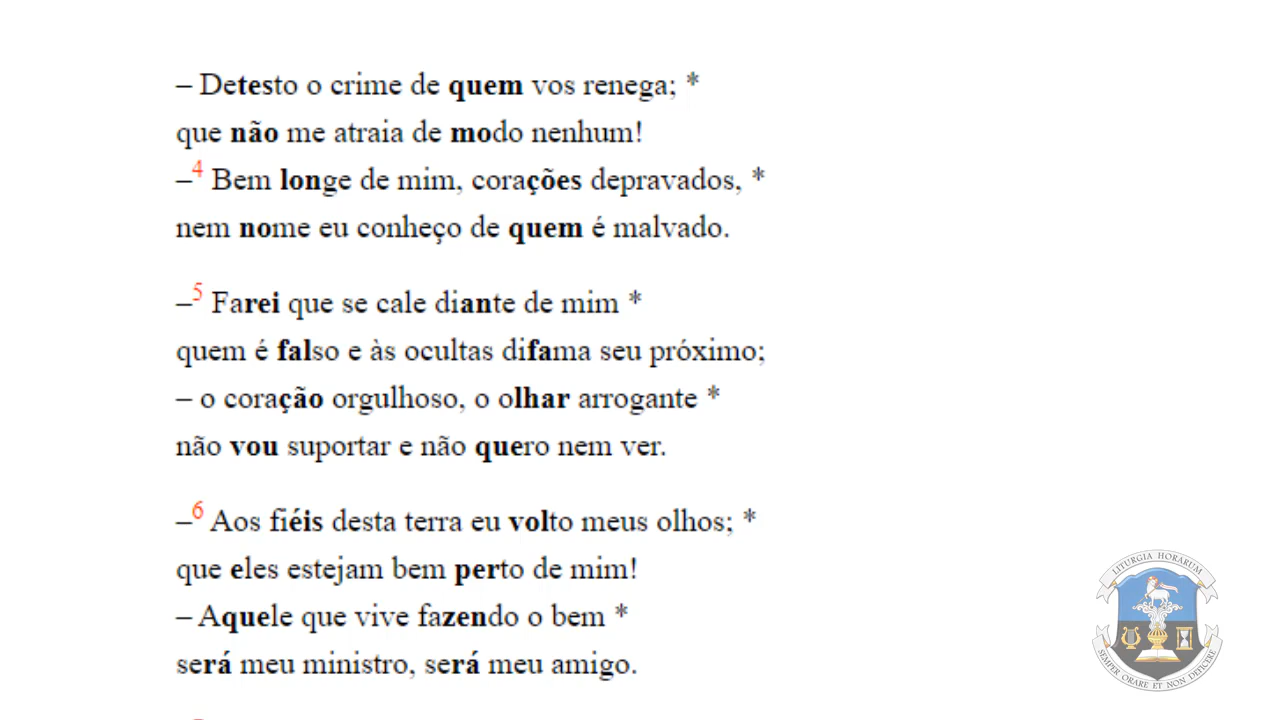 – Detesto o crime de quem vos renega; *
que não me atraia de modo nenhum!
–4 Bem longe de mim, corações depravados, *
nem nome eu conheço de quem é malvado.
–5 Farei que se cale diante de mim *
quem é falso e às ocultas difama seu próximo;
– o coração orgulhoso, o olhar arrogante *
não vou suportar e não quero nem ver.
–6 Aos fiéis desta terra eu volto meus olhos; *
que eles estejam bem perto de mim!
– Aquele que vive fazendo o bem *
será meu ministro, será meu amigo.
LITURGIA HORARUM
SEMPER ORARE ET NON DEFICERE